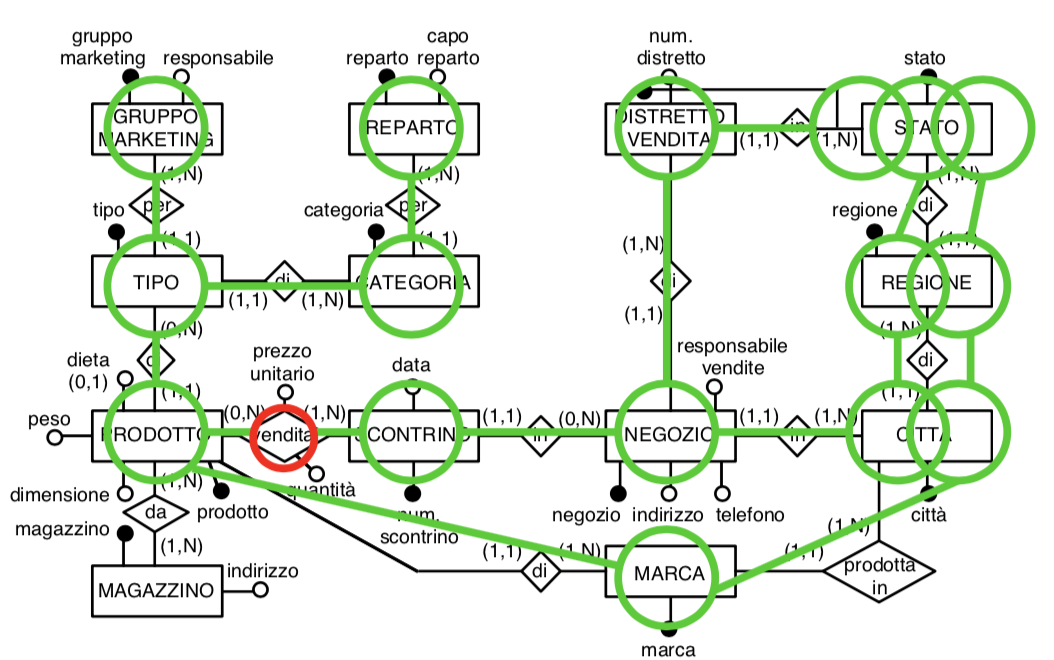 gruppo
marketing
responsabile
reparto
capo
reparto
num.
distretto
stato
GRUPPO
MARKETING
REPARTO
DISTRETTO
VENDITA
in
STATO
(1,1)
(1,N)
(1,N)
(1,N)
(1,N)
tipo
per
categoria
per
regione
di
(1,1)
(1,1)
(1,N)
(1,1)
TIPO
di
CATEGORIA
di
REGIONE
(1,1)
(1,N)
(1,1)
(0,N)
(1,N)
dieta
(0,1)
prezzo
unitario
data
responsabile
vendite
di
(1,1)
(1,1)
peso
(0,N)
(1,N)
(1,1)
(0,N)
(1,1)
(1,N)
PRODOTTO
vendita
SCONTRINO
in
NEGOZIO
in
CITTÀ
(1,N)
quantità
dimensione
prodotto
num.
scontrino
negozio
indirizzo
telefono
città
magazzino
da
(1,N)
(1,N)
(1,1)
(1,N)
(1,1)
MAGAZZINO
indirizzo
di
MARCA
prodotta
in
marca